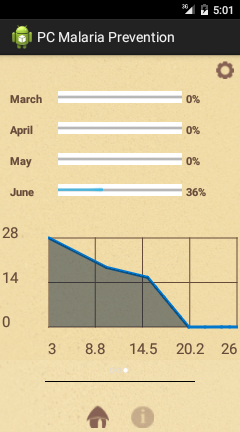 3G 5:01
PC Malaria Prevention
March 0%
April 0%
May 0%
June 36%
28
14
0
3 8.8 14.5 20.2 26
i